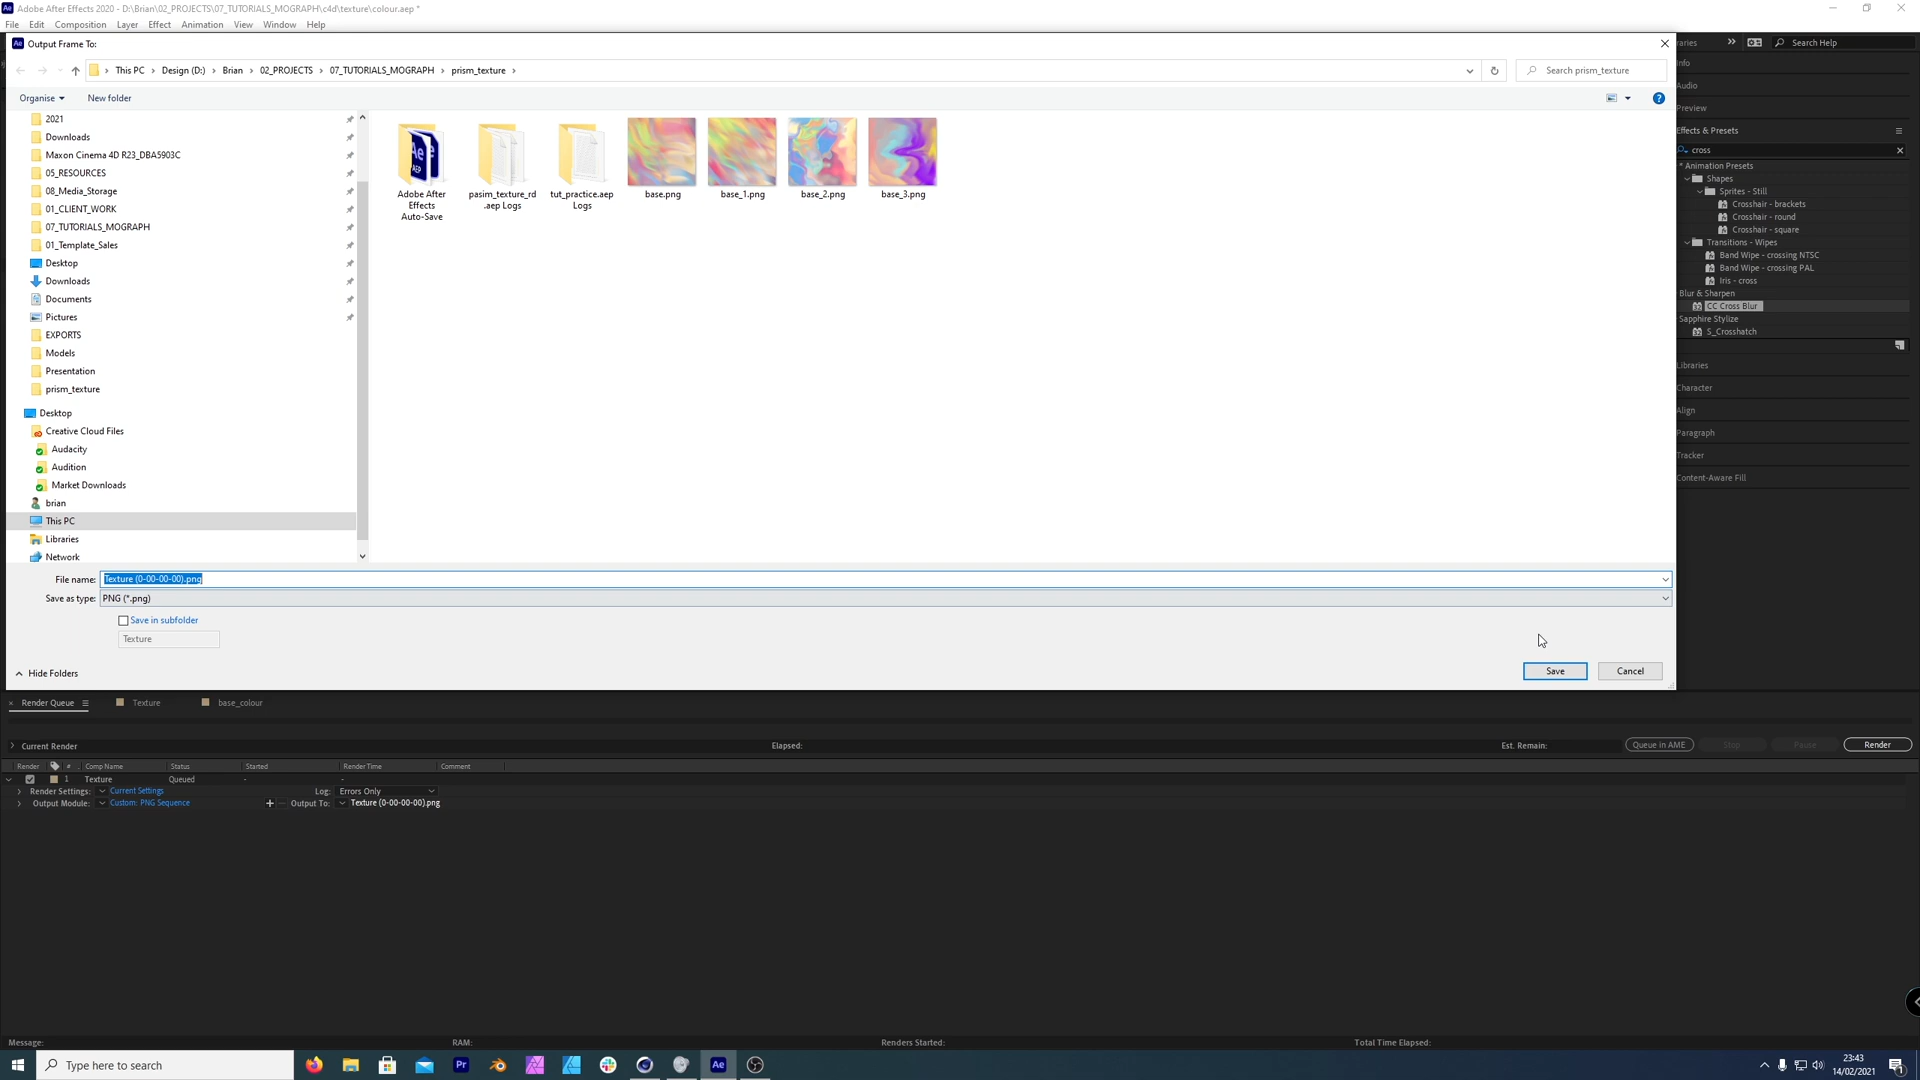 Adobe After Effects 2020 - D:\Brian\02_PROJECTS\07_TUTORIALS_MOGRAPH\c4d\texture\colour.aep *
File Edit Composition Layer Effect Animation View Window Help
Output Frame To:
This PC > Design (D:) > Brian > 02_PROJECTS > 07_TUTORIALS_MOGRAPH > prism_texture >
Search prism_texture
Organise
New folder
2021
Downloads
Maxon Cinema 4D R23_DBA5903C
05_RESOURCES
08_Media_Storage
01_CLIENT_WORK
07_TUTORIALS_MOGRAPH
01_Template_Sales
Desktop
Downloads
Documents
Pictures
EXPORTS
Models
Presentation
prism_texture
Desktop
Creative Cloud Files
Audacity
Audition
Market Downloads
brian
This PC
Libraries
Network
Adobe After
Effects
Auto-Save
pasim_texture_rd
.aep Logs
tut_practice.aep
Logs
base.png
base_1.png
base_2.png
base_3.png
File name: Texture (0-00-00-00).png
Save as type: PNG (*.png)
Save in subfolder
Texture
Hide Folders
Save
Cancel
raries
Search Help
nfo
Audio
Preview
Effects & Presets
cross
* Animation Presets
Shapes
Sprites - Still
Crosshair - brackets
Crosshair - round
Crosshair - square
Transitions - Wipes
Band Wipe - crossing NTSC
Band Wipe - crossing PAL
Iris - cross
Blur & Sharpen
CC Cross Blur
Sapphire Stylize
S_Crosshatch
Libraries
Character
Align
Paragraph
Tracker
Content-Aware Fill
Render Queue
Texture
base_colour
Current Render
Elapsed:
Est. Remain:
Queue in AME
Stop
Pause
Render
Render # Comp Name Status Started Render Time Comment
1 Texture Queued - -
Render Settings: Current Settings Log: Errors Only
Output Module: Custom: PNG Sequence Output To: Texture (0-00-00-00).png
Message:
RAM:
Renders Started:
Total Time Elapsed:
Type here to search
23:43
14/02/2021